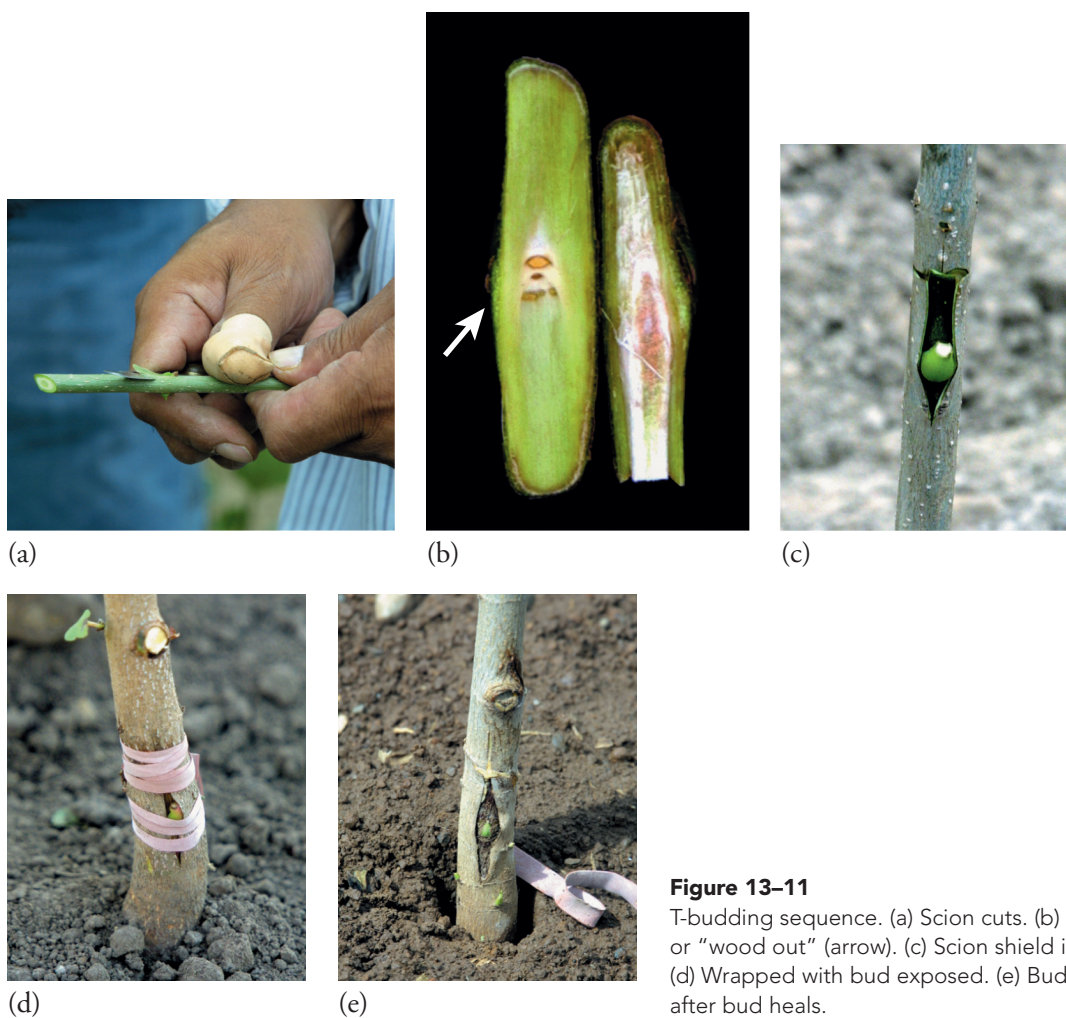 (a)
(b)
(c)
(d)
(e)
Figure 13–11
T-budding sequence. (a) Scion cuts. (b)
or “wood out” (arrow). (c) Scion shield i
(d) Wrapped with bud exposed. (e) Bud
after bud heals.